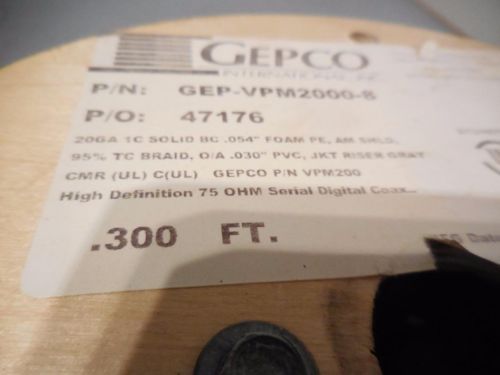 GEPCO
INTERNATIONAL, INC.
P/N: GEP-VPM2000-8
P/O: 47176
20GA 1C SOLID BC .054" FOAM PE, AM SHLD,
95% TC BRAID, O/A .030" PVC, JKT RISER GRAY
CMR (UL) C(UL) GEPCO P/N VPM200
High Definition 75 OHM Serial Digital Coax..
.300 FT.
Date